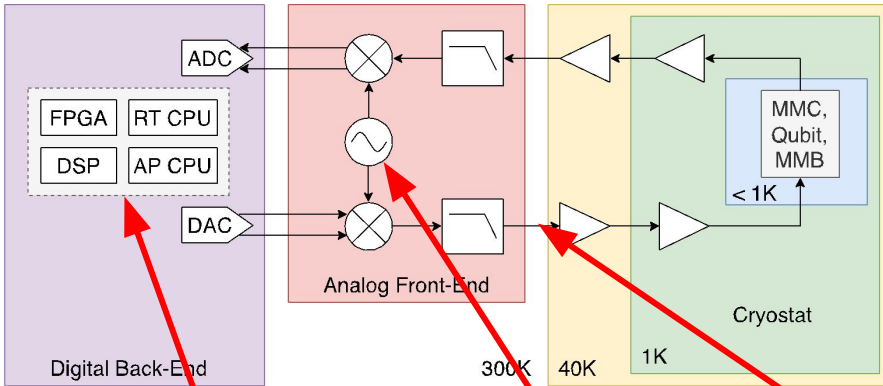 ADC
FPGA
RT CPU
DSP
AP CPU
DAC
Digital Back-End
Analog Front-End
300K
40K
1K
< 1K
MMC,
Qubit,
MMB
Cryostat